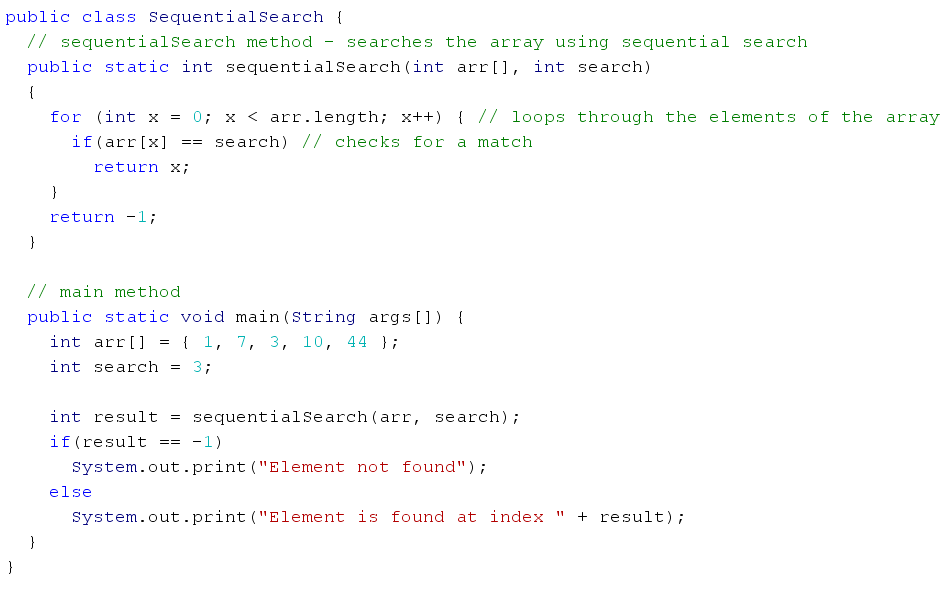 public class SequentialSearch {
  // sequentialSearch method - searches the array using sequential search
  public static int sequentialSearch(int arr[], int search)
  {
    for (int x = 0; x < arr.length; x++) { // loops through the elements of the array
      if(arr[x] == search) // checks for a match
        return x;
    }
    return -1;
  }

  // main method
  public static void main(String args[]) {
    int arr[] = { 1, 7, 3, 10, 44 };
    int search = 3;

    int result = sequentialSearch(arr, search);
    if(result == -1)
      System.out.print("Element not found");
    else
      System.out.print("Element is found at index " + result);
  }
}